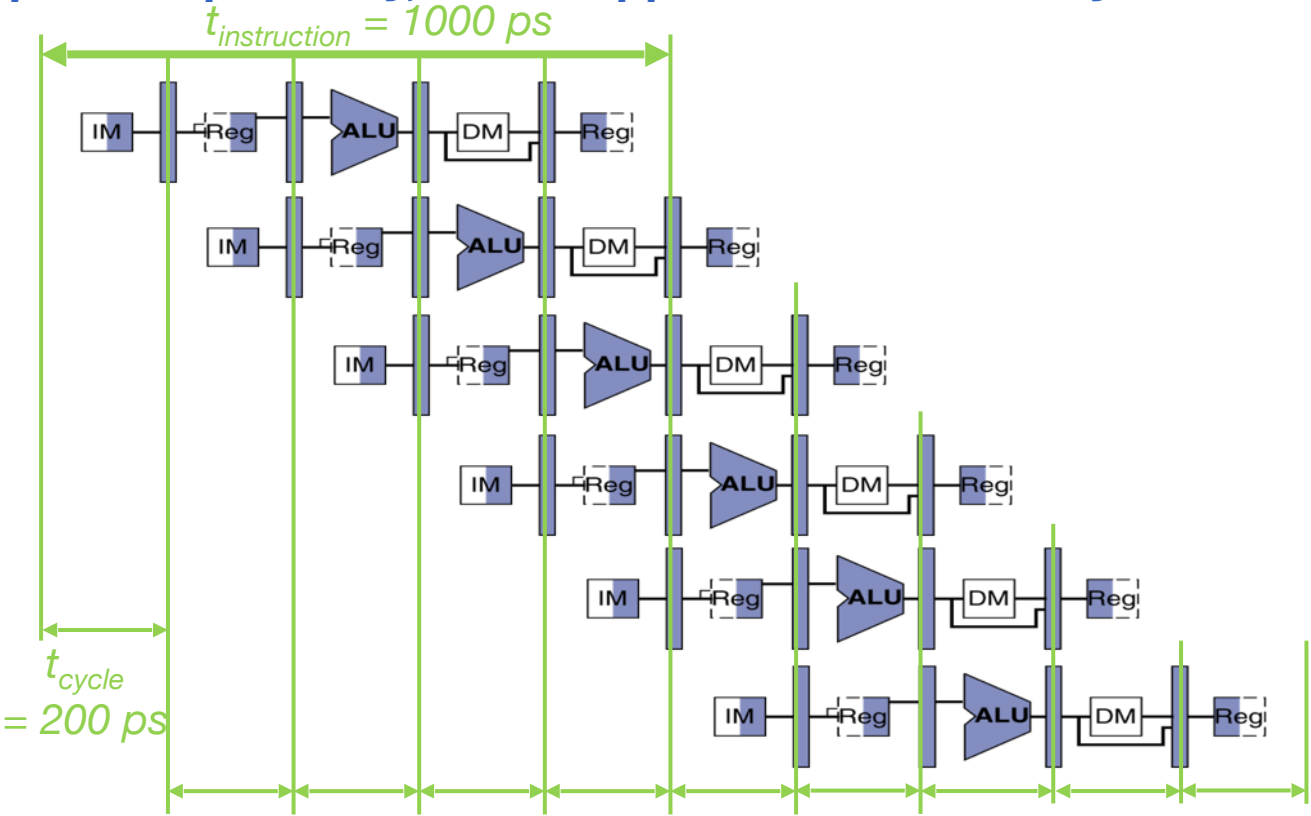 t_instruction = 1000 ps
IM Reg ALU DM Reg
IM Reg ALU DM Reg
IM Reg ALU DM Reg
IM Reg ALU DM Reg
IM Reg ALU DM Reg
t_cycle
= 200 ps
IM Reg ALU DM Reg